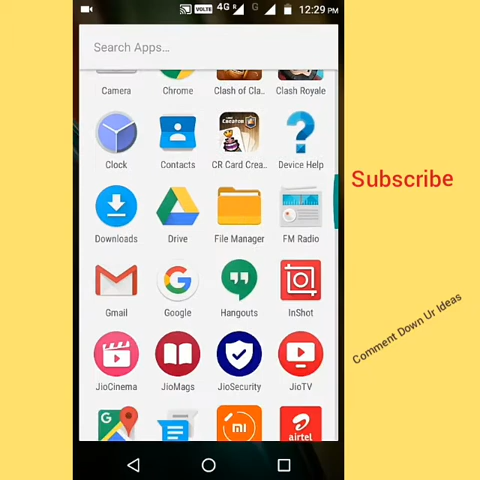 VOLTE 4G R G 12:29 PM
Search Apps...
Camera Chrome Clash of Cla.. Clash Royale
Clock Contacts CR Card Crea.. Device Help
CREATOR
Subscribe
Downloads Drive File Manager FM Radio
Gmail Google Hangouts InShot
Comment Down Ur Ideas
JioCinema JioMags JioSecurity JioTV
G mi airtel